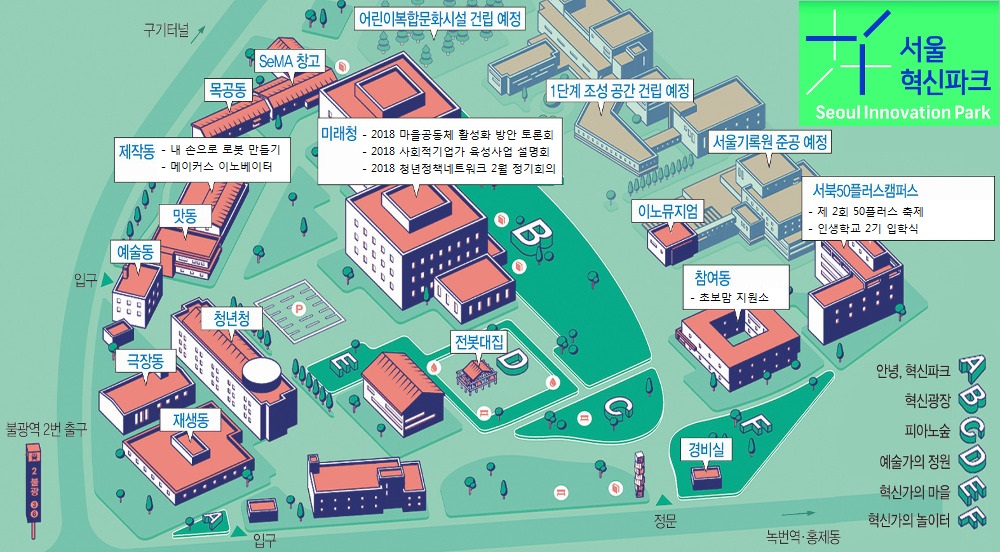 구기터널
어린이복합문화시설 건립 예정
서울
혁신파크
Seoul Innovation Park
SeMA 창고
목공동
1단계 조성 공간 건립 예정
미래청
- 2018 마을공동체 활성화 방안 토론회
- 2018 사회적기업가 육성사업 설명회
- 2018 청년정책네트워크 2월 정기회의
제작동
- 내 손으로 로봇 만들기
- 메이커스 이노베이터
서울기록원 준공 예정
서북50플러스캠퍼스
- 제 2회 50플러스 축제
- 인생학교 2기 입학식
이노뮤지엄
맛동
예술동
입구
B
참여동
- 초보맘 지원소
P
청년청
전봇대집
E
D
극장동
안녕, 혁신파크 A
혁신광장 B
피아노숲 C
예술가의 정원 D
혁신가의 마을 E
혁신가의 놀이터 F
C
F
재생동
불광역 2번 출구
2
불광
3
6
경비실
A
입구
정문
녹번역·홍제동